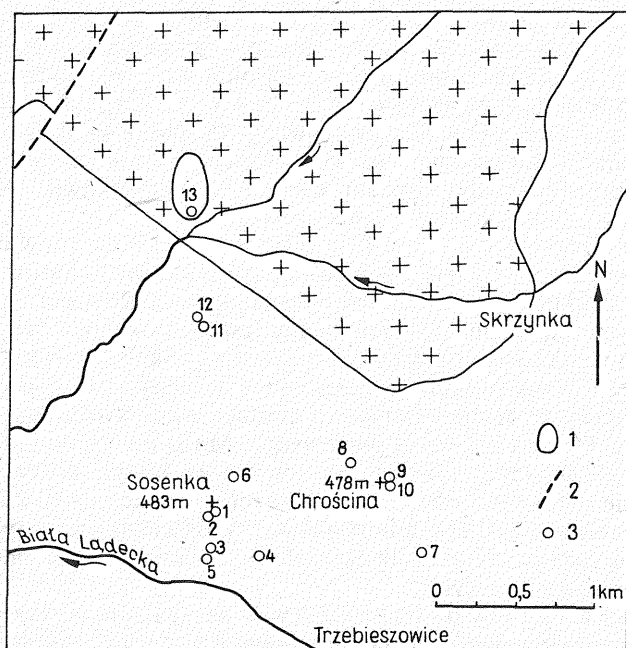 13
N
12
11
Skrzynka
8
1
6
9
Sosenka
478m
10
2
483m
Chrościna
1
2
3
Biała Lądecka
3
4
7
5
0 0,5 1km
Trzebieszowice